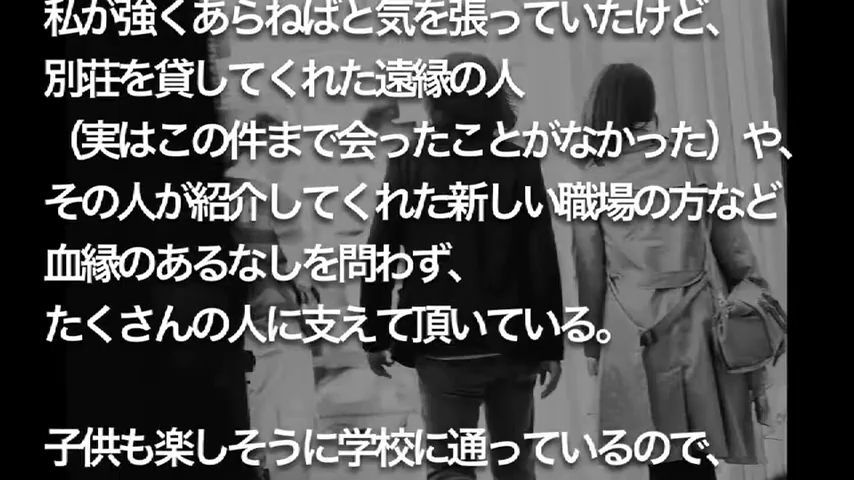 私が強くあらねばと気を張っていたけど、
別荘を貸してくれた遠縁の人
（実はこの件まで会ったことがなかった）や、
その人が紹介してくれた新しい職場の方など
血縁のあるなしを問わず、
たくさんの人に支えて頂いている。
子供も楽しそうに学校に通っているので、